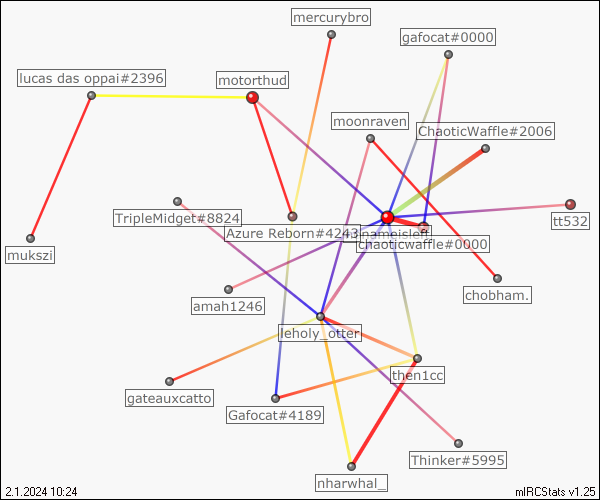 mercurybro
gafocat#0000
lucas das oppai#2396
motorthud
moonraven
ChaoticWaffle#2006
TripleMidget#8824
tt532
Azure Reborn#4243
nameisleff
chaoticwaffle#0000
mukszi
chobham.
amah1246
leholy_otter
then1cc
gateauxcatto
Gafocat#4189
Thinker#5995
nharwhal_
2.1.2024 10:24
mIRCStats v1.25